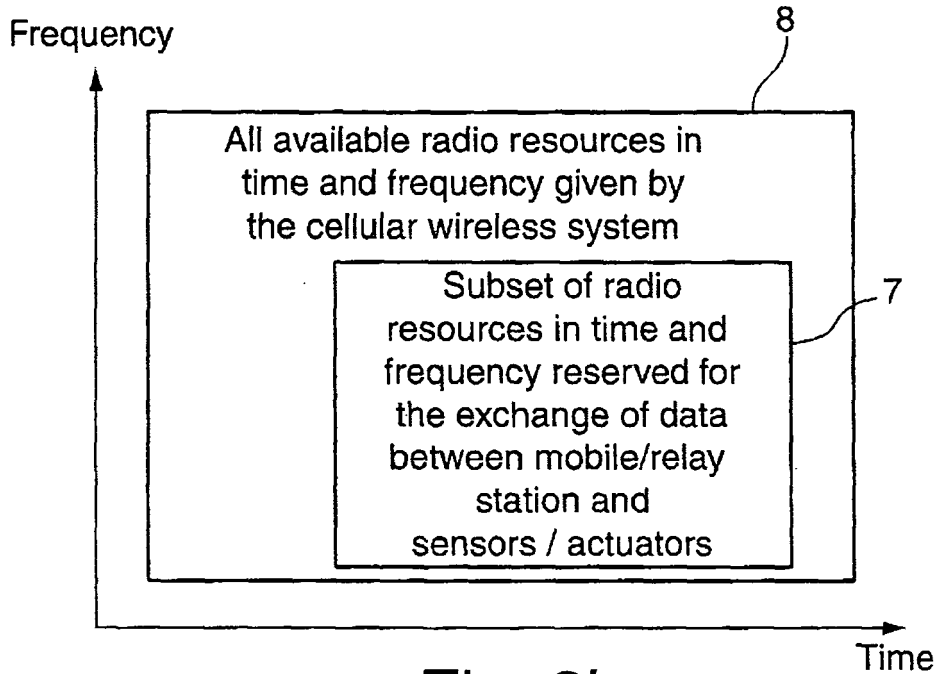 Frequency
8
All available radio resources in
time and frequency given by
the cellular wireless system
Subset of radio
resources in time and
frequency reserved for
the exchange of data
between mobile/relay
station and
sensors / actuators
7
Time